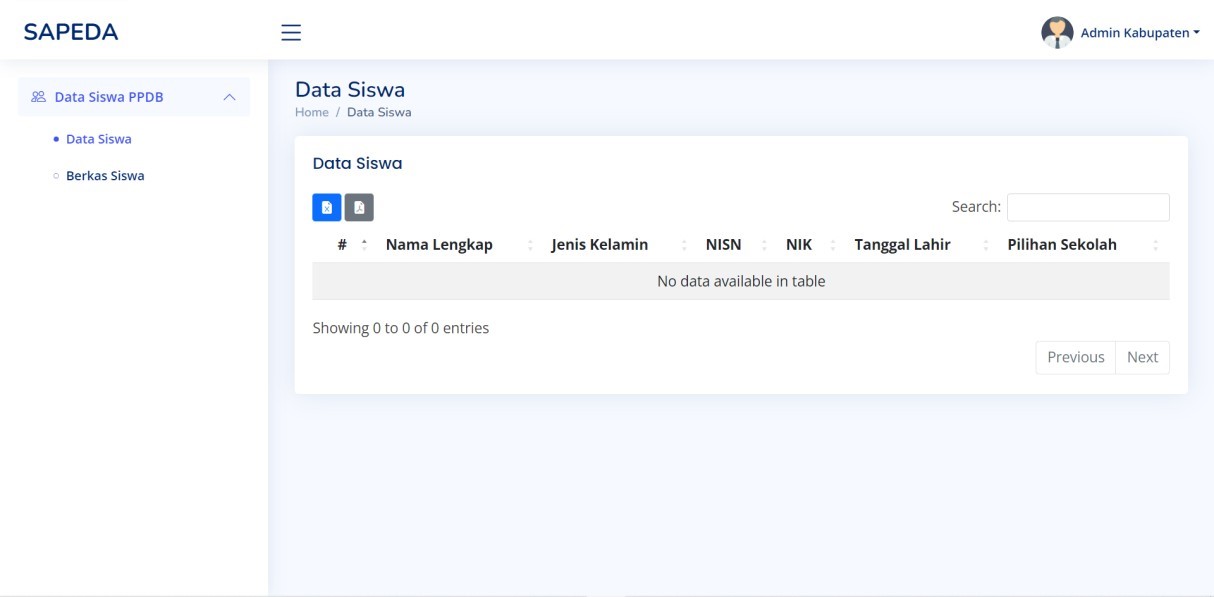 SAPEDA
Admin Kabupaten
Data Siswa PPDB
Data Siswa
Berkas Siswa
Data Siswa
Home / Data Siswa
Data Siswa
Search:
# Nama Lengkap Jenis Kelamin NISN NIK Tanggal Lahir Pilihan Sekolah
No data available in table
Showing 0 to 0 of 0 entries
Previous Next